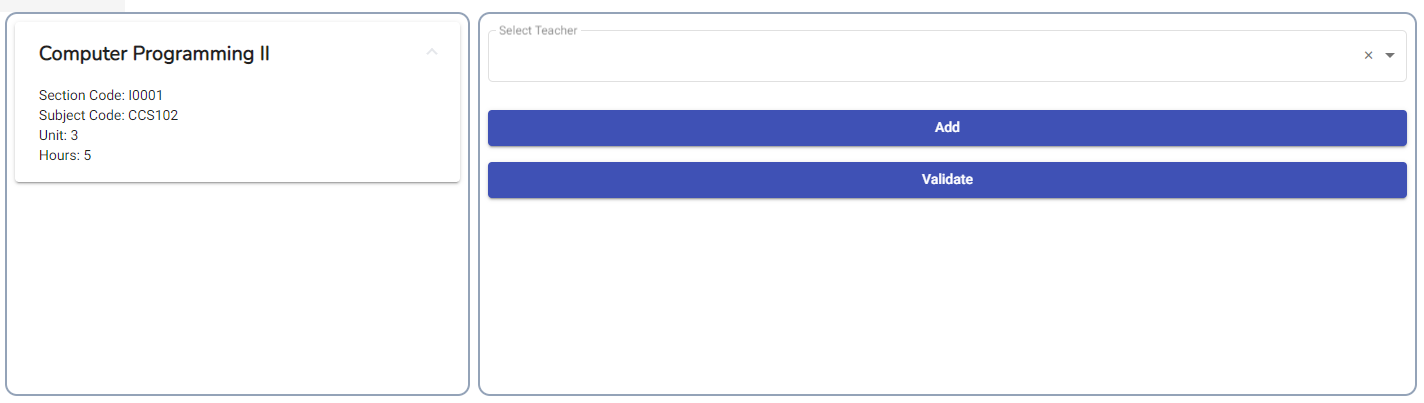 Computer Programming II
Section Code: I0001
Subject Code: CCS102
Unit: 3
Hours: 5
Select Teacher
Add
Validate